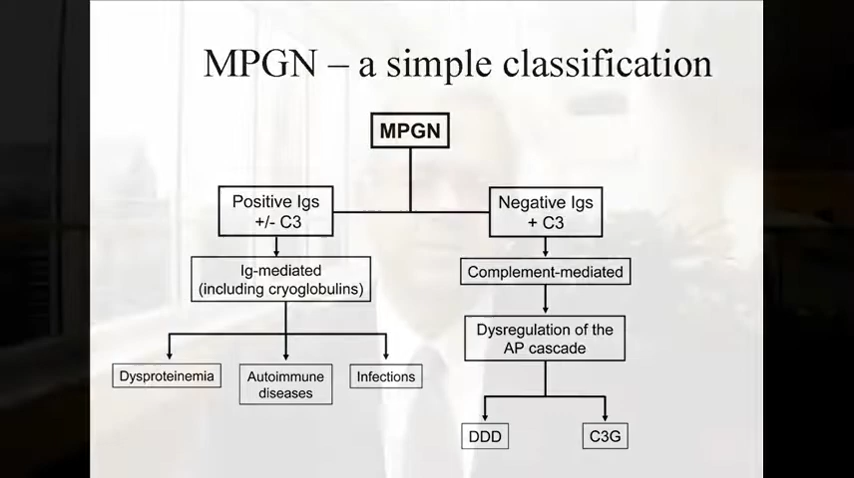 MPGN – a simple classification
MPGN
Positive Igs
+/- C3
Negative Igs
+ C3
Ig-mediated
(including cryoglobulins)
Complement-mediated
Dysregulation of the
AP cascade
Dysproteinemia
Autoimmune
diseases
Infections
DDD
C3G